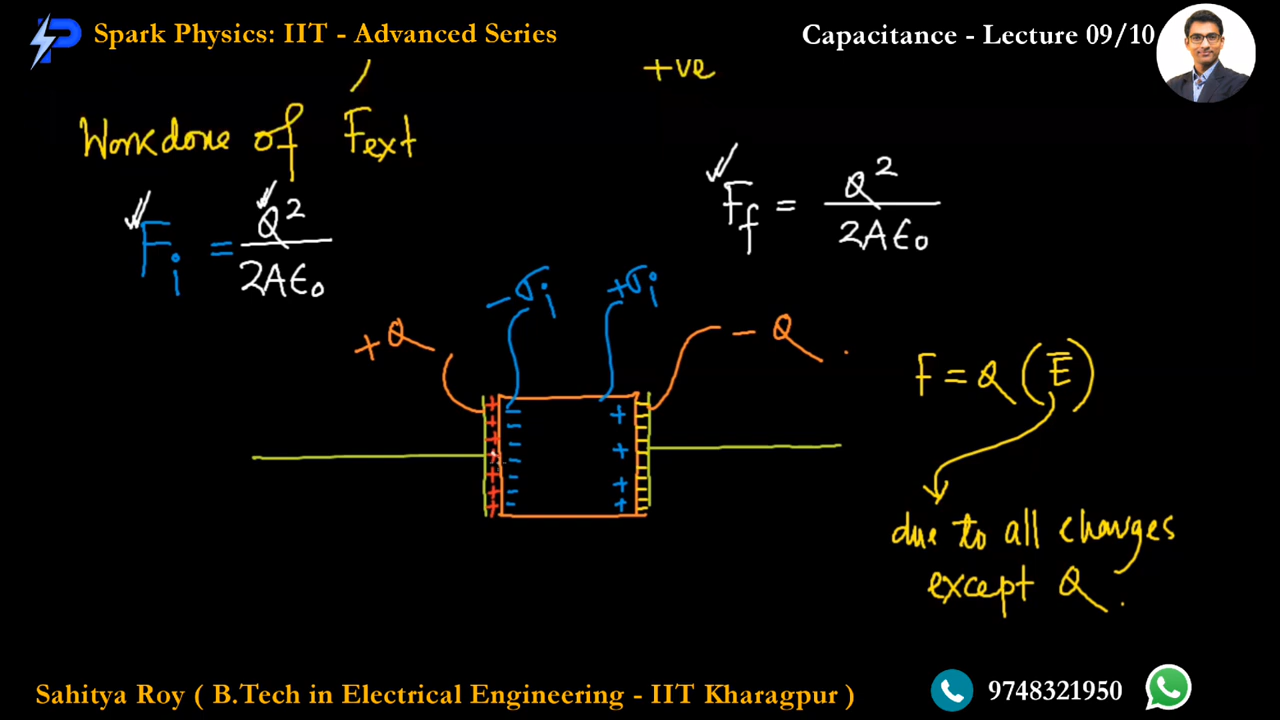 Spark Physics: IIT - Advanced Series
Capacitance - Lecture 09/10
+ve
Workdone of Fext
Fi = Q²/2Aϵ₀
Ff = Q²/2Aϵ₀
-σi
+σi
+Q
- Q .
F = Q (E̅)
due to all charges
except Q .
Sahitya Roy ( B.Tech in Electrical Engineering - IIT Kharagpur )
9748321950